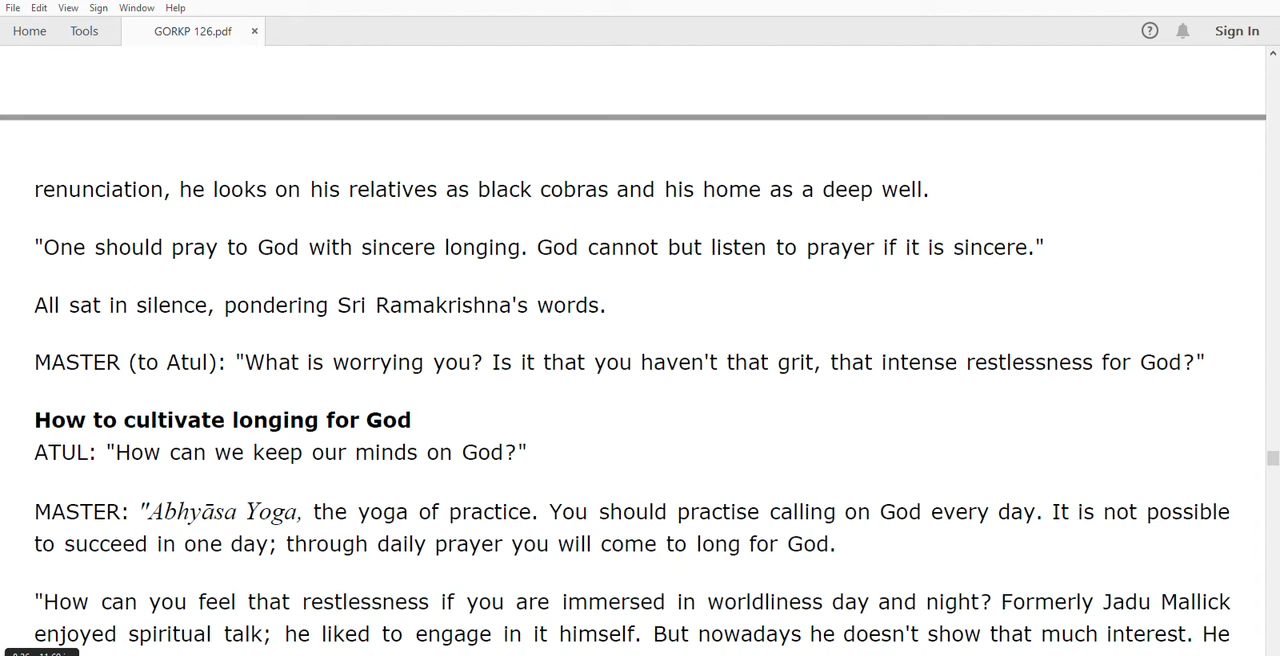 File Edit View Sign Window Help
Home Tools GORKP 126.pdf × ? Sign In
renunciation, he looks on his relatives as black cobras and his home as a deep well.
"One should pray to God with sincere longing. God cannot but listen to prayer if it is sincere."
All sat in silence, pondering Sri Ramakrishna's words.
MASTER (to Atul): "What is worrying you? Is it that you haven't that grit, that intense restlessness for God?"
How to cultivate longing for God
ATUL: "How can we keep our minds on God?"
MASTER: "Abhyāsa Yoga, the yoga of practice. You should practise calling on God every day. It is not possible
to succeed in one day; through daily prayer you will come to long for God.
"How can you feel that restlessness if you are immersed in worldliness day and night? Formerly Jadu Mallick
enjoyed spiritual talk; he liked to engage in it himself. But nowadays he doesn't show that much interest. He